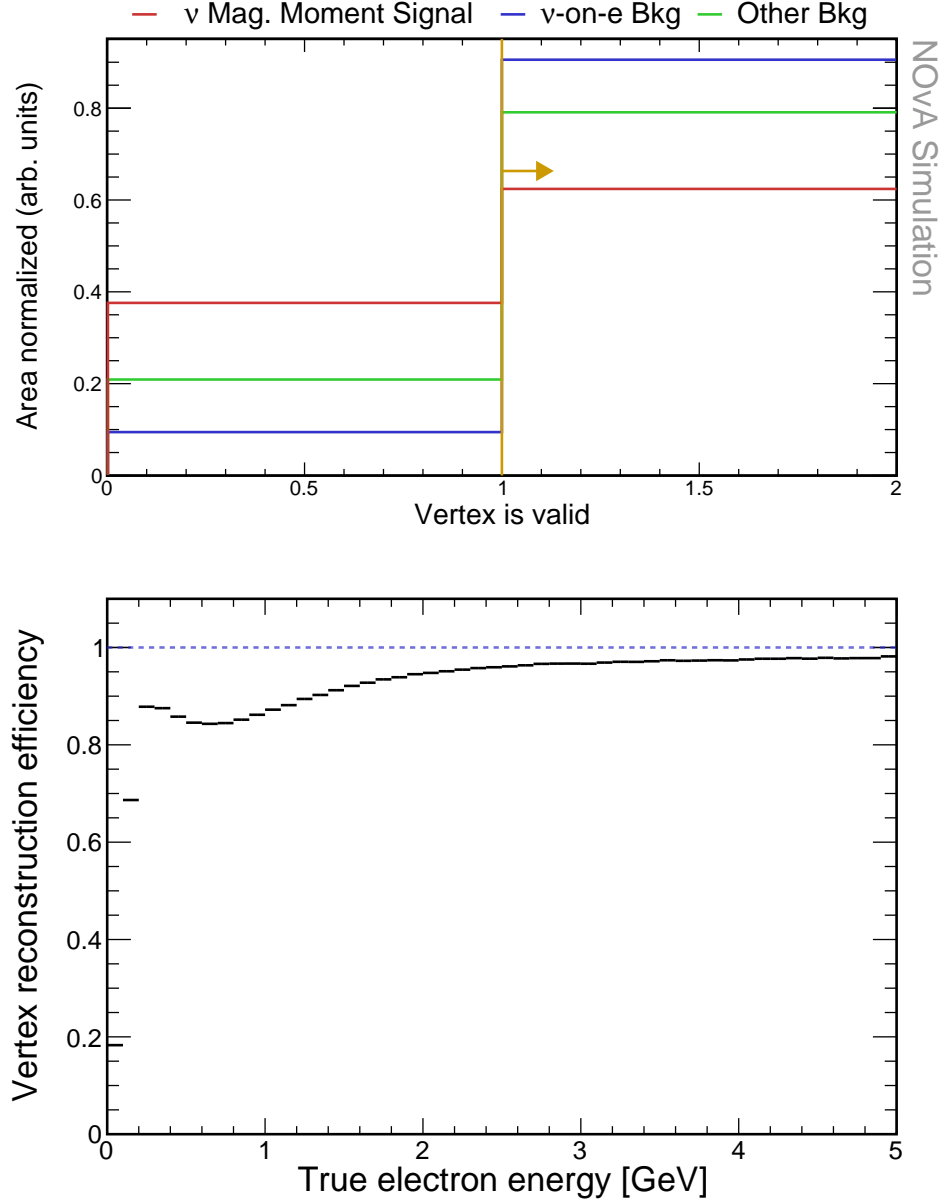 ν Mag. Moment Signal ν-on-e Bkg Other Bkg
Area normalized (arb. units)
0.8
0.6
0.4
0.2
0
0 0.5 1 1.5 2
Vertex is valid
NOvA Simulation
Vertex reconstruction efficiency
1
0.8
0.6
0.4
0.2
0
0 1 2 3 4 5
True electron energy [GeV]